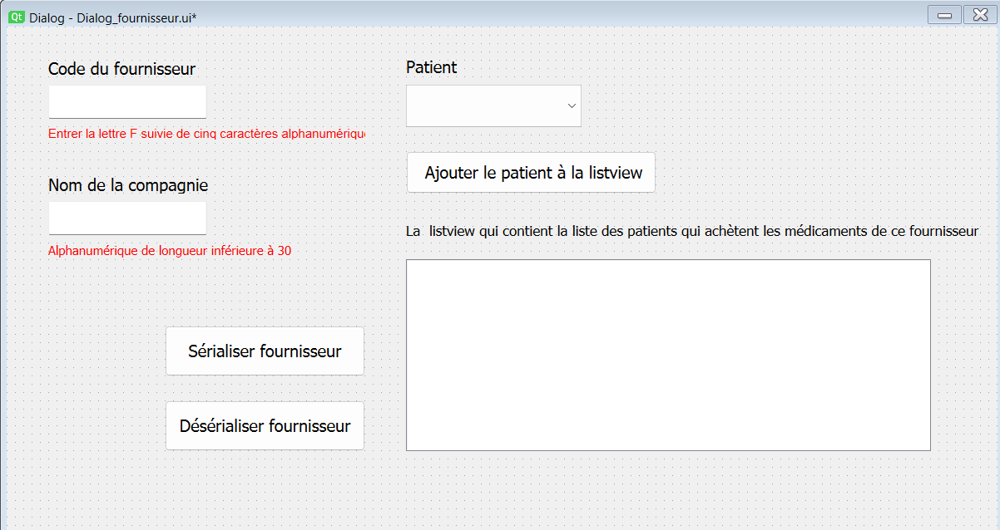 Qt Dialog - Dialog_fournisseur.ui*
Code du fournisseur
Entrer la lettre F suivie de cinq caractères alphanumérique
Nom de la compagnie
Alphanumérique de longueur inférieure à 30
Sérialiser fournisseur
Désérialiser fournisseur
Patient
Ajouter le patient à la listview
La  listview qui contient la liste des patients qui achètent les médicaments de ce fournisseur